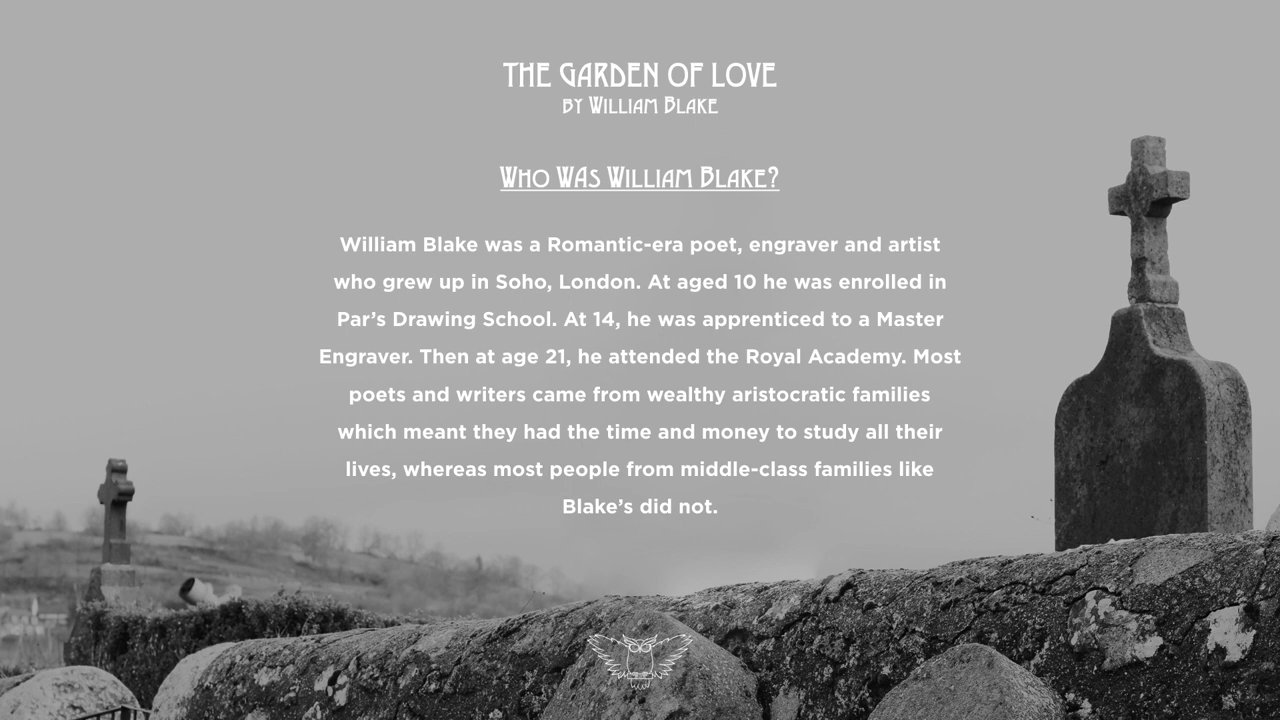 THE GARDEN OF LOVE
BY WILLIAM BLAKE
WHO WAS WILLIAM BLAKE?
William Blake was a Romantic-era poet, engraver and artist
who grew up in Soho, London. At aged 10 he was enrolled in
Par’s Drawing School. At 14, he was apprenticed to a Master
Engraver. Then at age 21, he attended the Royal Academy. Most
poets and writers came from wealthy aristocratic families
which meant they had the time and money to study all their
lives, whereas most people from middle-class families like
Blake’s did not.